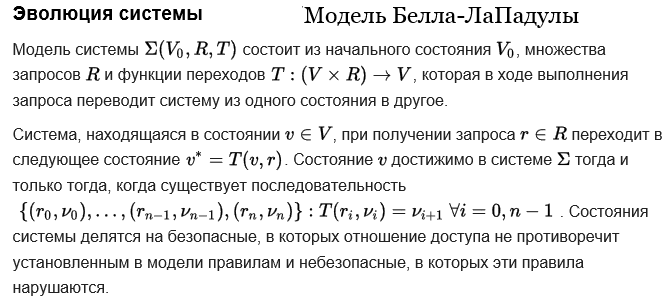 Эволюция системы Модель Белла-ЛаПадулы
Модель системы Σ(V₀, R, T) состоит из начального состояния V₀, множества
запросов R и функции переходов T : (V × R) → V, которая в ходе выполнения
запроса переводит систему из одного состояния в другое.
Система, находящаяся в состоянии v ∈ V, при получении запроса r ∈ R переходит в
следующее состояние v* = T(v, r). Состояние v достижимо в системе Σ тогда и
только тогда, когда существует последовательность
{(r₀, ν₀), …, (rₙ₋₁, νₙ₋₁), (rₙ, νₙ)} : T(rᵢ, νᵢ) = νᵢ₊₁ ∀i = 0, n − 1 . Состояния
системы делятся на безопасные, в которых отношение доступа не противоречит
установленным в модели правилам и небезопасные, в которых эти правила
нарушаются.